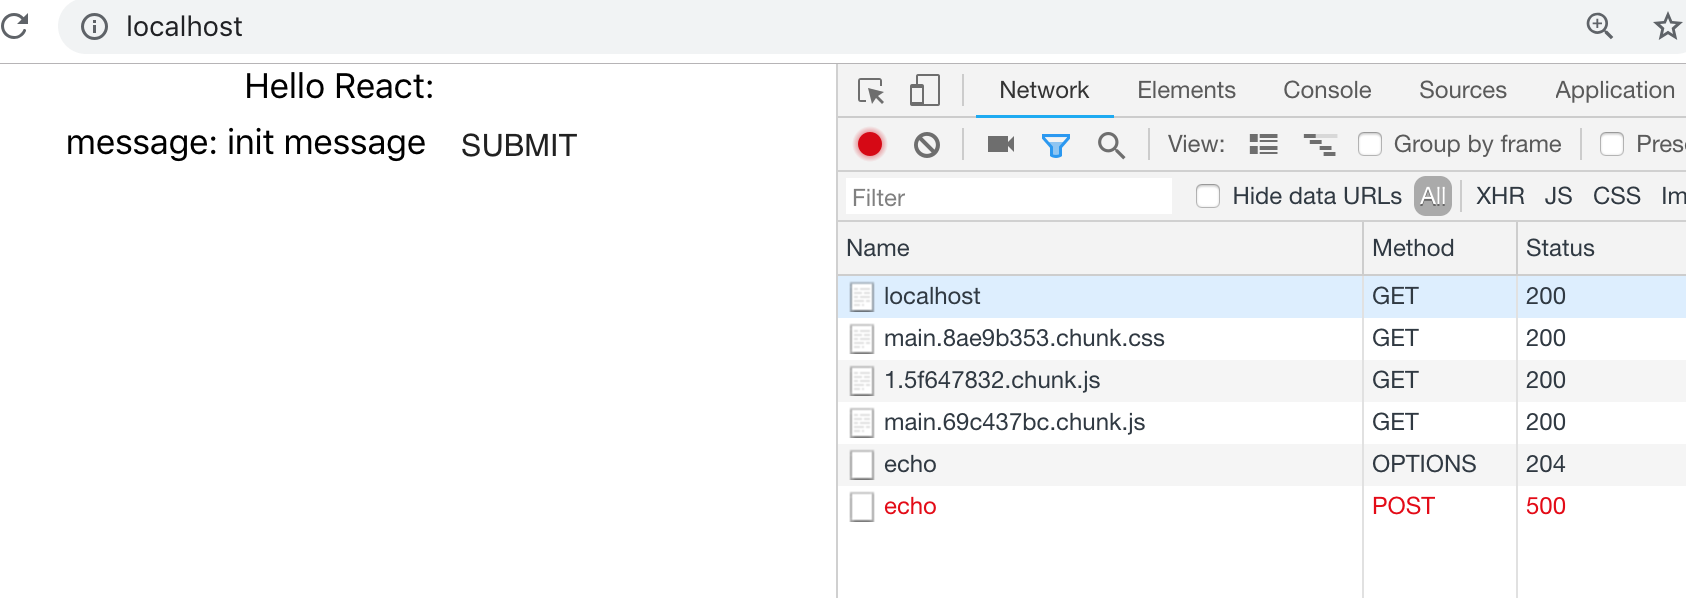 localhost
Hello React:
message: init message SUBMIT
Network Elements Console Sources Application
View: Group by frame Pres
Filter Hide data URLs All XHR JS CSS Im
Name Method Status
localhost GET 200
main.8ae9b353.chunk.css GET 200
1.5f647832.chunk.js GET 200
main.69c437bc.chunk.js GET 200
echo OPTIONS 204
echo POST 500